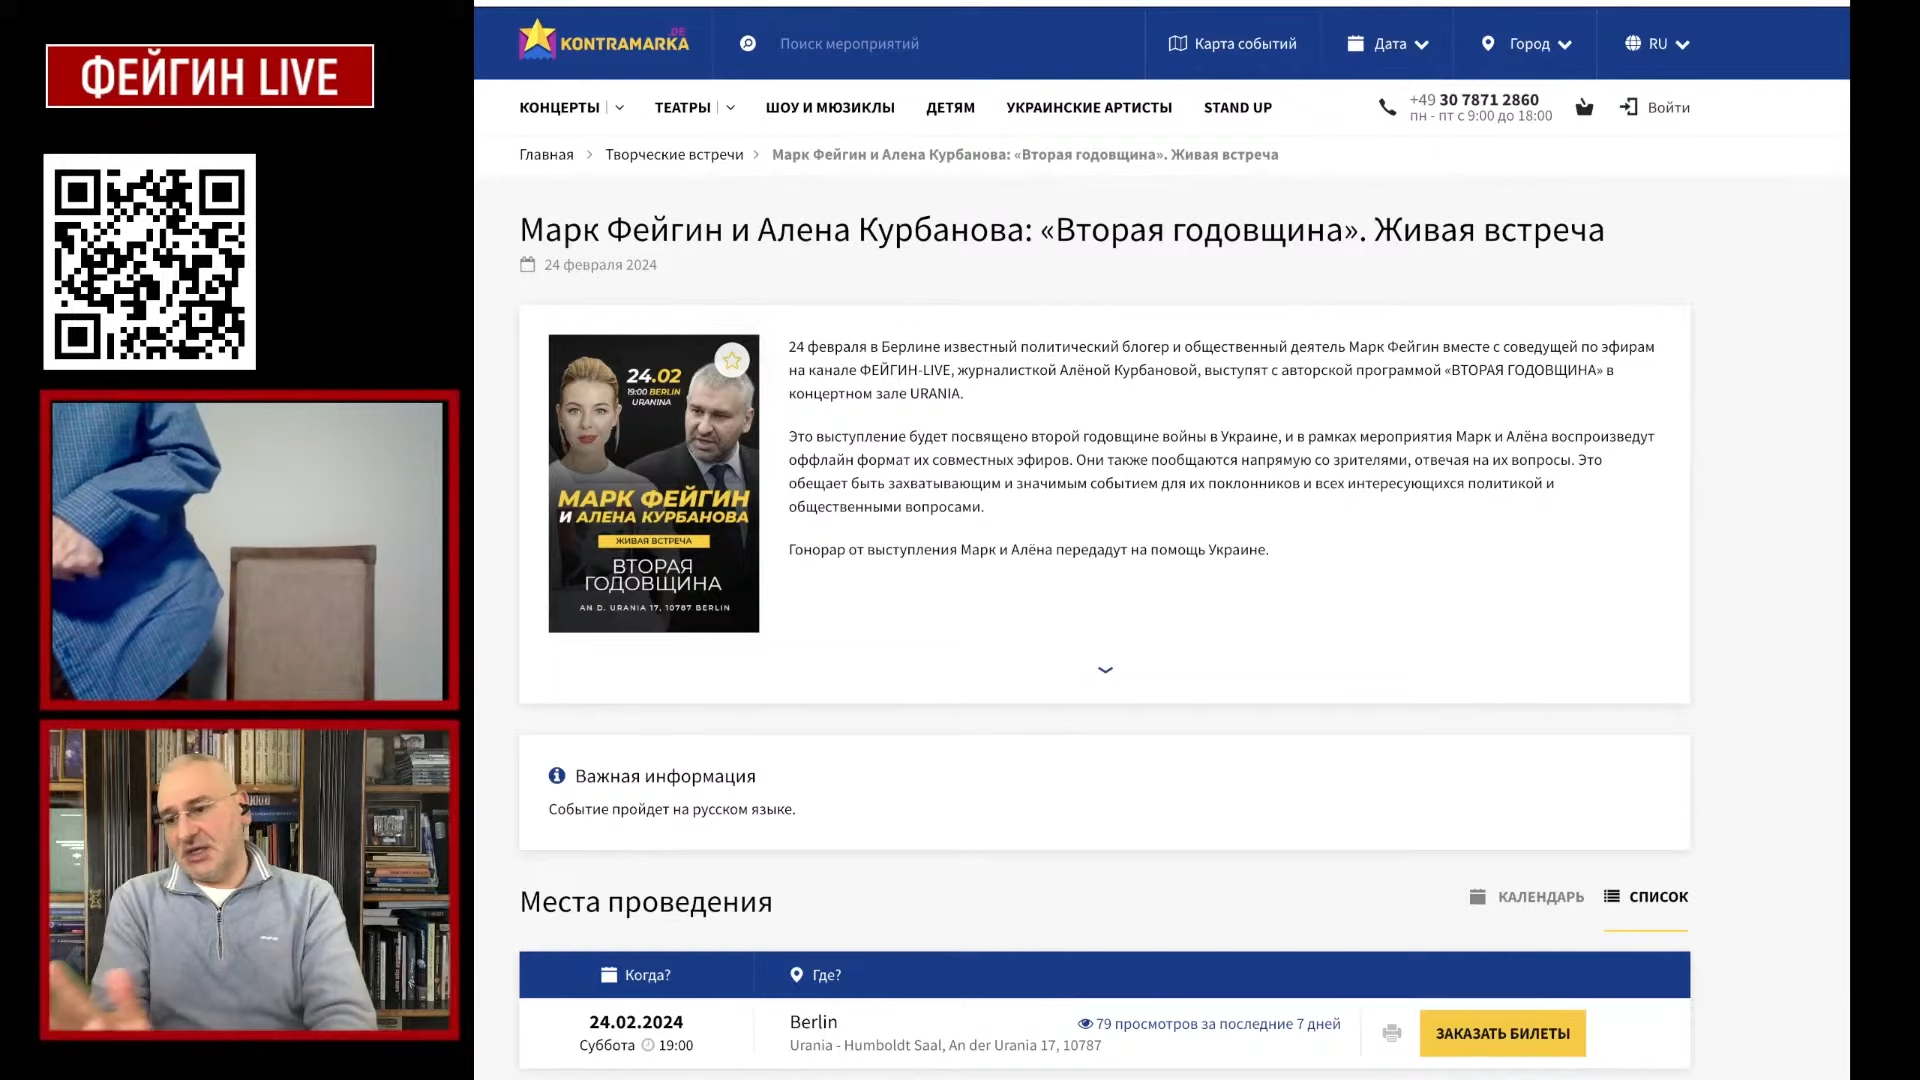 ФЕЙГИН LIVE
KONTRAMARKA
.DE
Поиск мероприятий
Карта событий
Дата
Город
RU
КОНЦЕРТЫ
ТЕАТРЫ
ШОУ И МЮЗИКЛЫ
ДЕТЯМ
УКРАИНСКИЕ АРТИСТЫ
STAND UP
+49 30 7871 2860
пн - пт с 9:00 до 18:00
Войти
Главная > Творческие встречи > Марк Фейгин и Алена Курбанова: «Вторая годовщина». Живая встреча
Марк Фейгин и Алена Курбанова: «Вторая годовщина». Живая встреча
24 февраля 2024
24.02
19:00 BERLIN
URANINA
МАРК ФЕЙГИН
И АЛЕНА КУРБАНОВА
ЖИВАЯ ВСТРЕЧА
ВТОРАЯ
ГОДОВЩИНА
AN D. URANIA 17, 10787 BERLIN
24 февраля в Берлине известный политический блогер и общественный деятель Марк Фейгин вместе с соведущей по эфирам
на канале ФЕЙГИН-LIVE, журналисткой Алёной Курбановой, выступят с авторской программой «ВТОРАЯ ГОДОВЩИНА» в
концертном зале URANIA.
Это выступление будет посвящено второй годовщине войны в Украине, и в рамках мероприятия Марк и Алёна воспроизведут
оффлайн формат их совместных эфиров. Они также пообщаются напрямую со зрителями, отвечая на их вопросы. Это
обещает быть захватывающим и значимым событием для их поклонников и всех интересующихся политикой и
общественными вопросами.
Гонорар от выступления Марк и Алёна передадут на помощь Украине.
Важная информация
Событие пройдет на русском языке.
Места проведения
КАЛЕНДАРЬ
СПИСОК
Когда?
Где?
24.02.2024
Суббота 19:00
Berlin
Urania - Humboldt Saal, An der Urania 17, 10787
79 просмотров за последние 7 дней
ЗАКАЗАТЬ БИЛЕТЫ